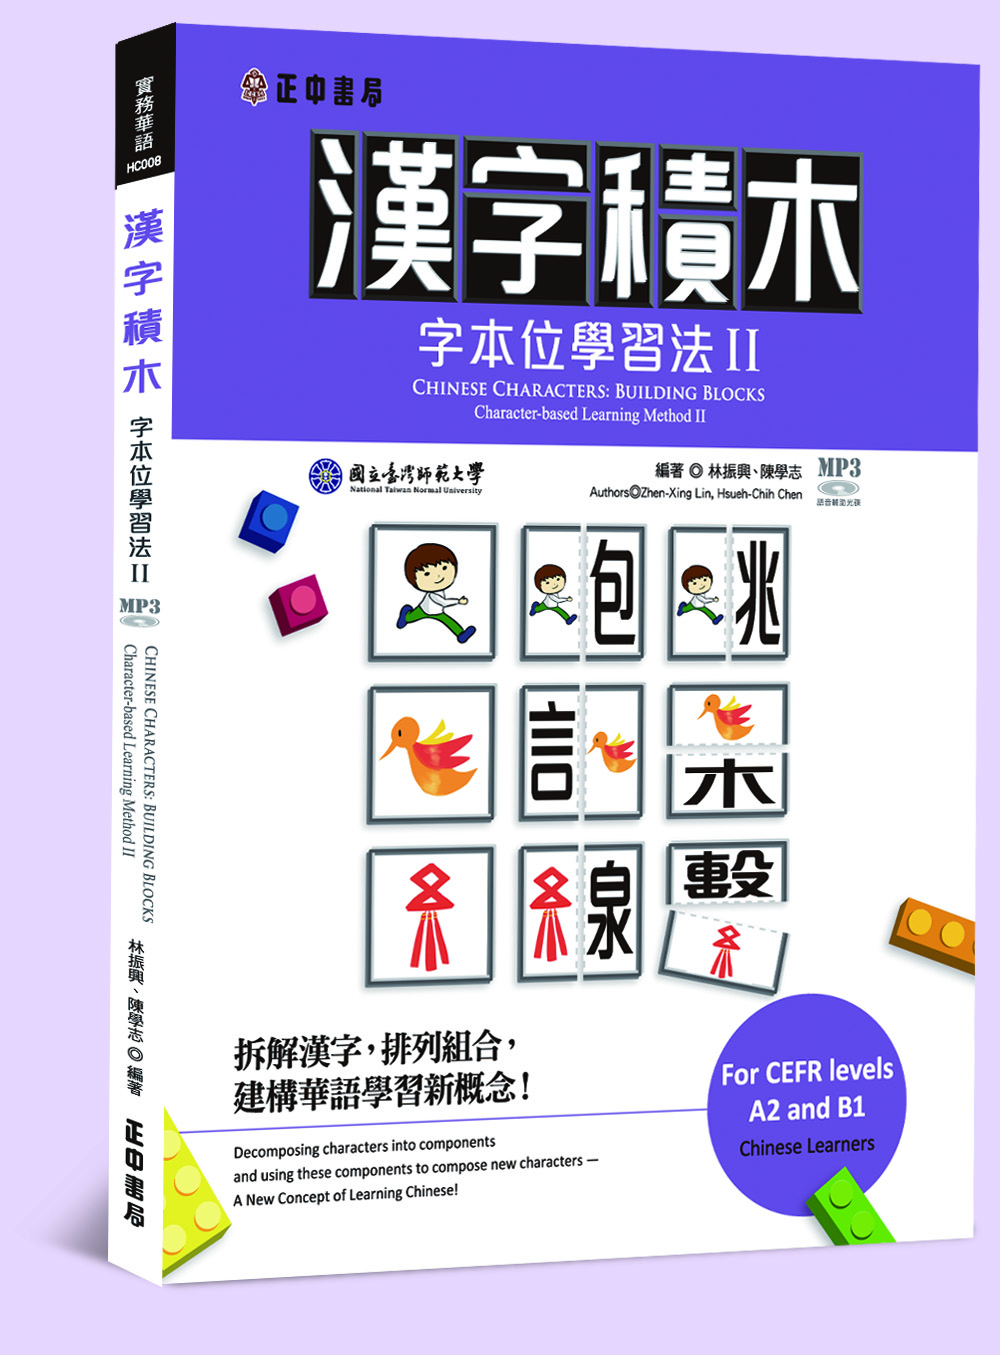 實務華語
HC008
漢字積木
字本位學習法 II
MP3
CHINESE CHARACTERS: BUILDING BLOCKS
Character-based Learning Method II
林振興、陳學志◎編著
正中書局
正中書局
漢字積木
字本位學習法 II
CHINESE CHARACTERS: BUILDING BLOCKS
Character-based Learning Method II
國立臺灣師範大學
National Taiwan Normal University
編著 ◎ 林振興、陳學志
Authors◎Zhen-Xing Lin, Hsueh-Chih Chen
MP3
語音輔助光碟
包 兆
言
木
泉
拆解漢字，排列組合，
建構華語學習新概念！
Decomposing characters into components
and using these components to compose new characters —
A New Concept of Learning Chinese!
For CEFR levels
A2 and B1
Chinese Learners